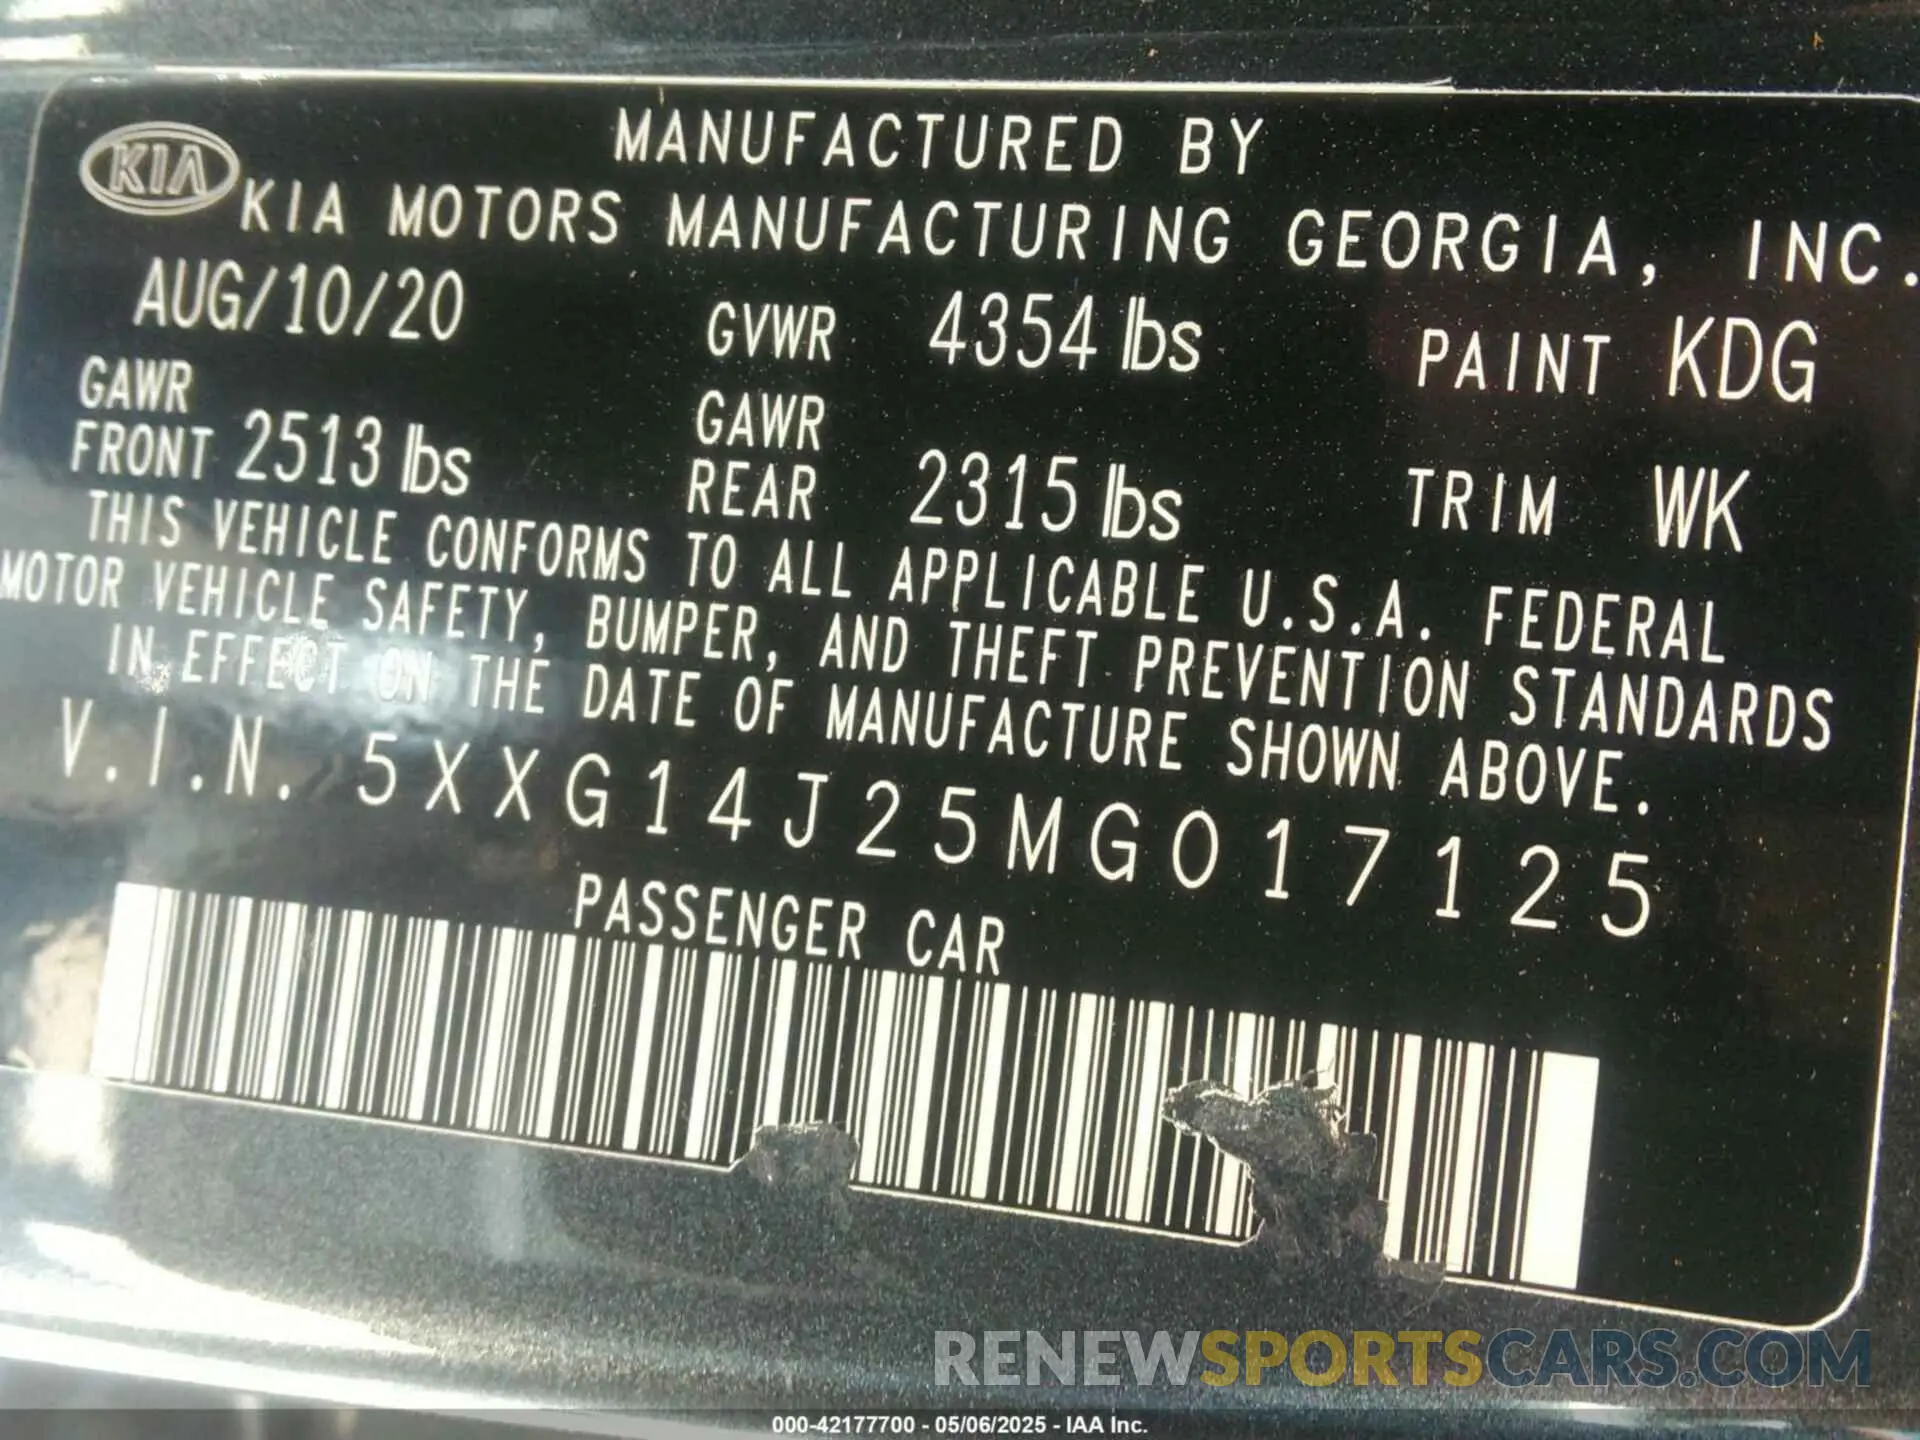 MANUFACTURED BY
KIA
KIA MOTORS MANUFACTURING GEORGIA, INC.
AUG/10/20 GVWR 4354 lbs PAINT KDG
GAWR FRONT 2513 lbs GAWR REAR 2315 lbs TRIM WK
THIS VEHICLE CONFORMS TO ALL APPLICABLE U.S.A. FEDERAL
MOTOR VEHICLE SAFETY, BUMPER, AND THEFT PREVENTION STANDARDS
IN EFFECT ON THE DATE OF MANUFACTURE SHOWN ABOVE.
V.I.N. 5XXG14J25MG017125
PASSENGER CAR
RENEWSPORTSCARS.COM
000-42177700 - 05/06/2025 - IAA Inc.